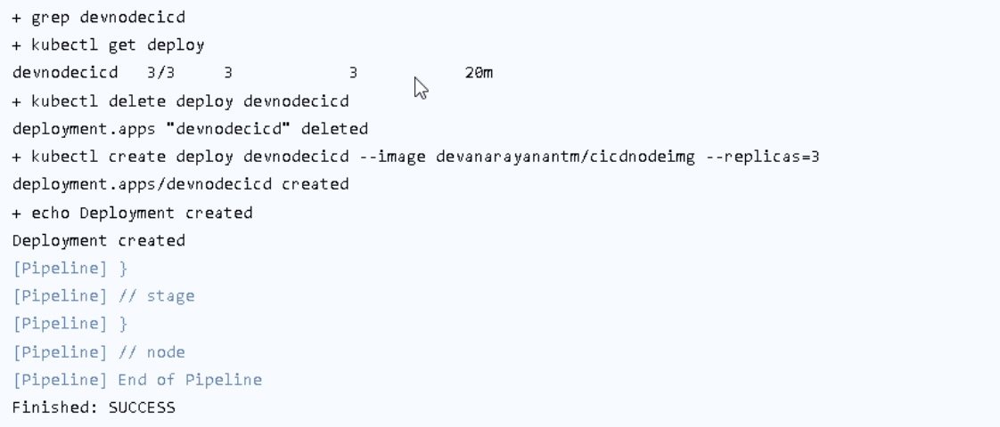 + grep devnodecicd
+ kubectl get deploy
devnodecicd   3/3     3            3           20m
+ kubectl delete deploy devnodecicd
deployment.apps "devnodecicd" deleted
+ kubectl create deploy devnodecicd --image devanarayanantm/cicdnodeimg --replicas=3
deployment.apps/devnodecicd created
+ echo Deployment created
Deployment created
[Pipeline] }
[Pipeline] // stage
[Pipeline] }
[Pipeline] // node
[Pipeline] End of Pipeline
Finished: SUCCESS